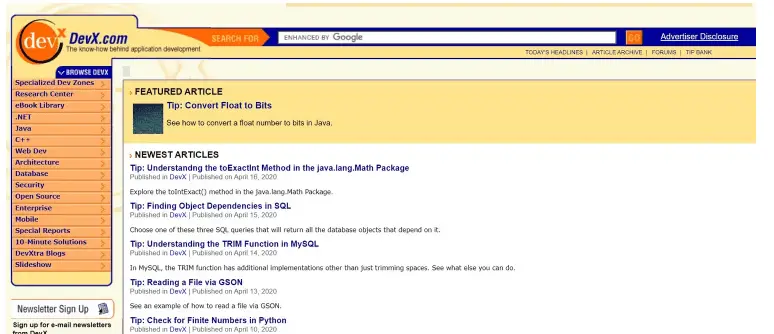 dev x DevX.com
The know-how behind application development
SEARCH FOR
ENHANCED BY Google
GO
Advertiser Disclosure
TODAY'S HEADLINES | ARTICLE ARCHIVE | FORUMS | TIP BANK
BROWSE DEVX
Specialized Dev Zones
Research Center
eBook Library
.NET
Java
C++
Web Dev
Architecture
Database
Security
Open Source
Enterprise
Mobile
Special Reports
10-Minute Solutions
DevXtra Blogs
Slideshow
Newsletter Sign Up
Sign up for e-mail newsletters
from DevX
FEATURED ARTICLE
Tip: Convert Float to Bits
See how to convert a float number to bits in Java.
NEWEST ARTICLES
Tip: Understanding the toExactInt Method in the java.lang.Math Package
Published in DevX | Published on April 16, 2020
Explore the toIntExact() method in the java.lang.Math Package.
Tip: Finding Object Dependencies in SQL
Published in DevX | Published on April 15, 2020
Choose one of these three SQL queries that will return all the database objects that depend on it.
Tip: Understanding the TRIM Function in MySQL
Published in DevX | Published on April 14, 2020
In MySQL, the TRIM function has additional implementations other than just trimming spaces. See what else you can do.
Tip: Reading a File via GSON
Published in DevX | Published on April 13, 2020
See an example of how to read a file via GSON.
Tip: Check for Finite Numbers in Python
Published in DevX | Published on April 10, 2020